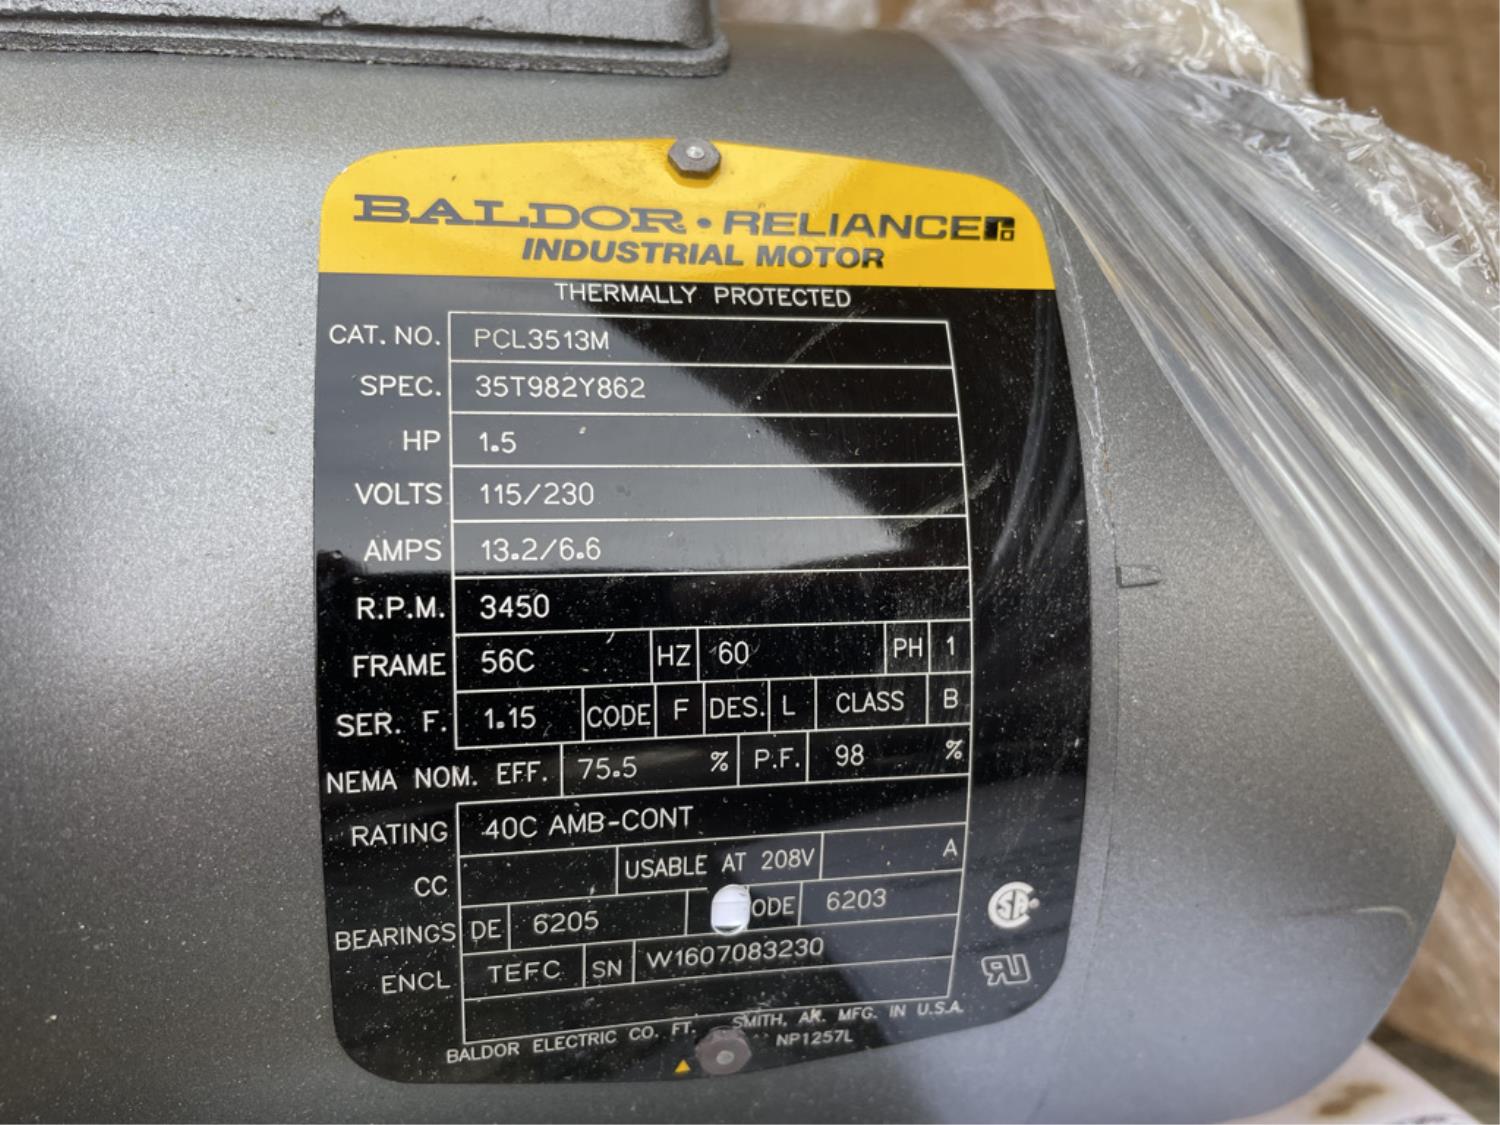 BALDOR • RELIANCE
INDUSTRIAL MOTOR
THERMALLY PROTECTED
CAT. NO. PCL3513M
SPEC. 35T982Y862
HP 1.5
VOLTS 115/230
AMPS 13.2/6.6
R.P.M. 3450
FRAME 56C HZ 60 PH 1
SER. F. 1.15 CODE F DES. L CLASS B
NEMA NOM. EFF. 75.5 % P.F. 98 %
RATING 40C AMB-CONT
CC USABLE AT 208V A
BEARINGS DE 6205 ODE 6203
ENCL TEFC SN W1607083230
BALDOR ELECTRIC CO. FT. SMITH, AR. MFG. IN U.S.A.
NP1257L